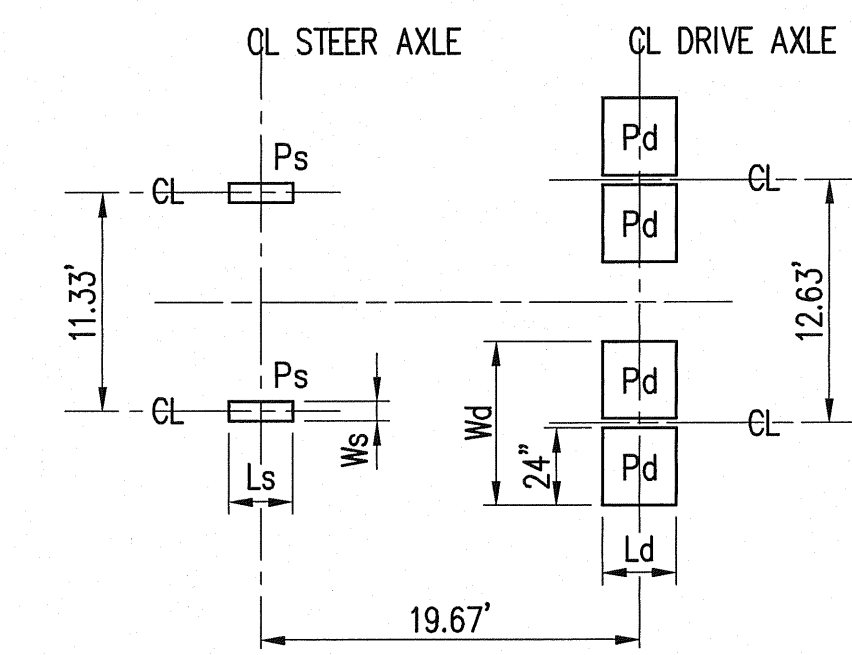 CL STEER AXLE
CL DRIVE AXLE
Ps
Pd
CL
CL
Pd
11.33'
12.63'
Ps
Pd
CL
CL
Ws
Wd
24"
Pd
Ls
Ld
19.67'